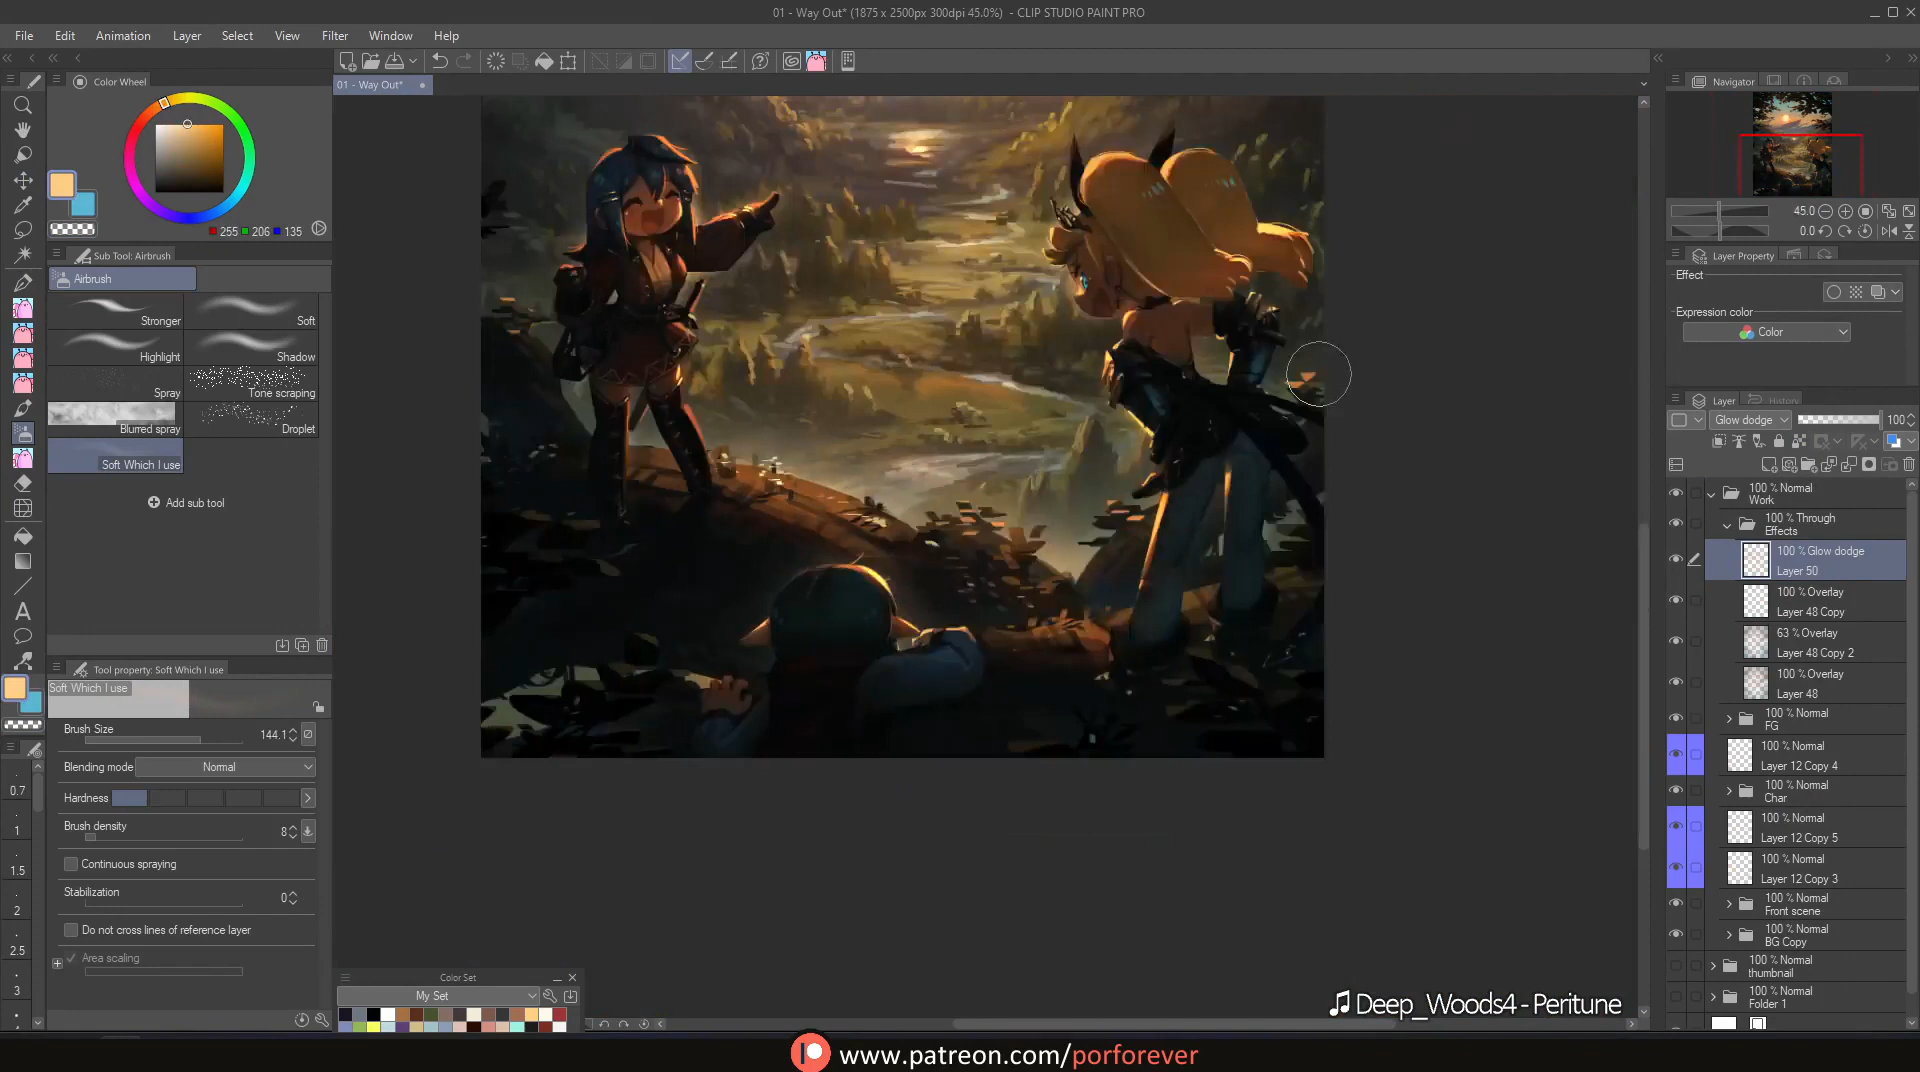 01 - Way Out* (1875 x 2500px 300dpi 45.0%) - CLIP STUDIO PAINT PRO
File Edit Animation Layer Select View Filter Window Help
Color Wheel
01 - Way Out*
Navigator
255 206 135
45.0
0.0
Sub Tool: Airbrush
Airbrush
Stronger Soft
Highlight Shadow
Spray Tone scraping
Blurred spray Droplet
Soft Which I use
Add sub tool
Tool property: Soft Which I use
Soft Which I use
Brush Size 144.1
Blending mode Normal
Hardness
Brush density 8
Continuous spraying
Stabilization 0
Do not cross lines of reference layer
Area scaling
0.7
1
1.5
2
2.5
3
Color Set
My Set
Layer Property
Effect
Expression color
Color
Layer History
Glow dodge 100
100 % Normal
Work
100 % Through
Effects
100 % Glow dodge
Layer 50
100 % Overlay
Layer 48 Copy
63 % Overlay
Layer 48 Copy 2
100 % Overlay
Layer 48
100 % Normal
FG
100 % Normal
Layer 12 Copy 4
100 % Normal
Char
100 % Normal
Layer 12 Copy 5
100 % Normal
Layer 12 Copy 3
100 % Normal
Front scene
100 % Normal
BG Copy
100 % Normal
thumbnail
100 % Normal
Folder 1
Deep_Woods4 - Peritune
www.patreon.com/porforever